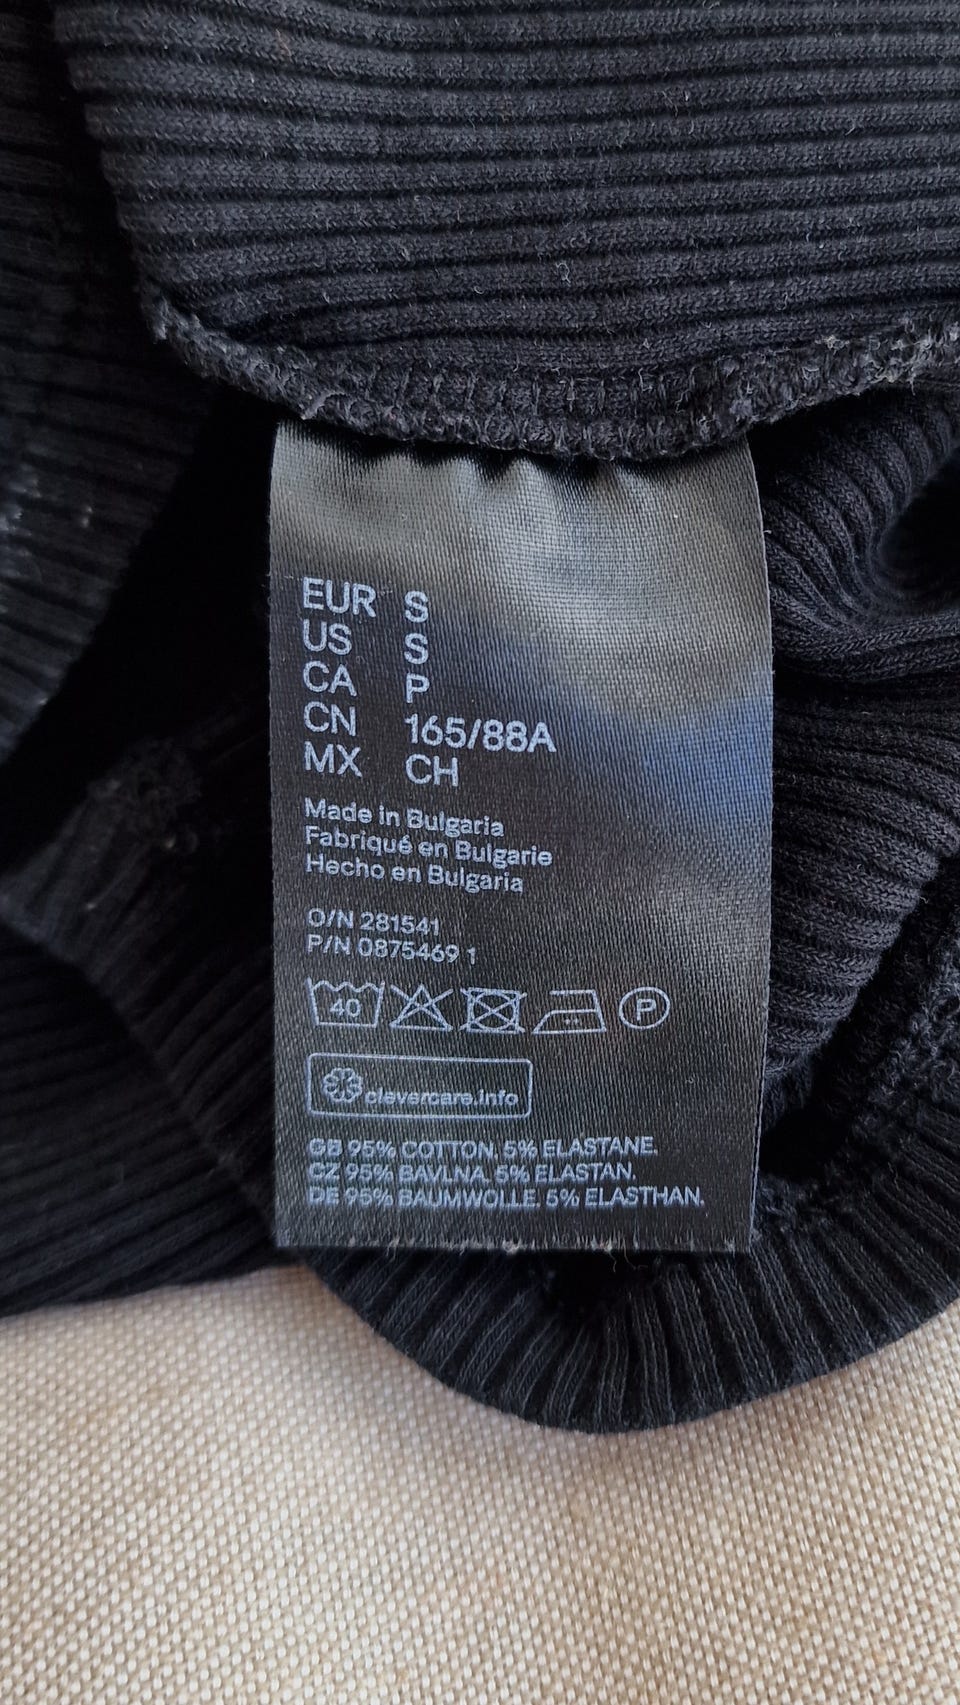 EUR S
US S
CA P
CN 165/88A
MX CH
Made in Bulgaria
Fabriqué en Bulgarie
Hecho en Bulgaria
O/N 281541
P/N 0875469 1
40 P
clevercare.info
GB 95% COTTON, 5% ELASTANE.
CZ 95% BAVLNA, 5% ELASTAN.
DE 95% BAUMWOLLE, 5% ELASTHAN.